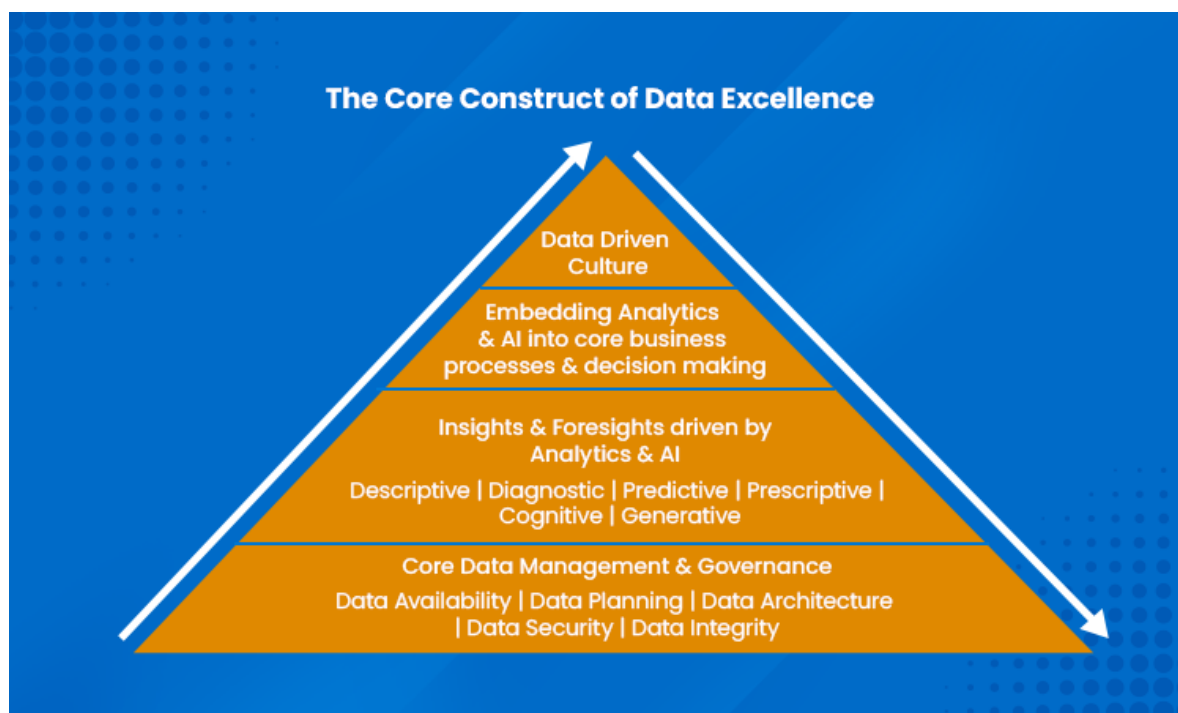 The Core Construct of Data Excellence
Data Driven
Culture
Embedding Analytics
& AI into core business
processes & decision making
Insights & Foresights driven by
Analytics & AI
Descriptive | Diagnostic | Predictive | Prescriptive |
Cognitive | Generative
Core Data Management & Governance
Data Availability | Data Planning | Data Architecture
| Data Security | Data Integrity